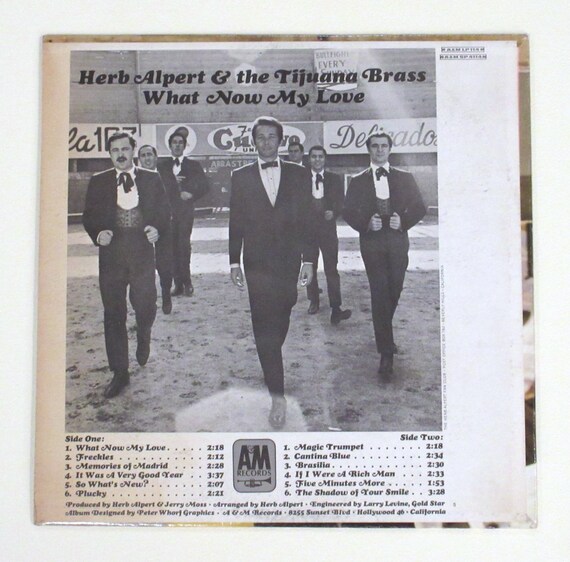 A&M LP 114
A&M SP 4114
EVERY
Herb Alpert & the Tijuana Brass
What Now My Love
Delicados
Side One:
1. What Now My Love . . . . . 2:18
2. Freckles . . . . . . . . . . . 2:12
3. Memories of Madrid . . . . 2:28
4. It Was A Very Good Year . . 3:37
5. So What's New? . . . . . . . 2:07
6. Plucky . . . . . . . . . . . . 2:21
A&M
RECORDS
Side Two:
1. Magic Trumpet . . . . . . . . 2:18
2. Cantina Blue . . . . . . . . . 2:34
3. Brasilia . . . . . . . . . . . . 2:30
4. If I Were A Rich Man . . . . 2:33
5. Five Minutes More . . . . . 1:53
6. The Shadow of Your Smile . . 3:28
Produced by Herb Alpert & Jerry Moss · Arranged by Herb Alpert · Engineered by Larry Levine, Gold Star
Album Designed by Peter Whorf Graphics · A & M Records · 8255 Sunset Blvd · Hollywood 46 · California